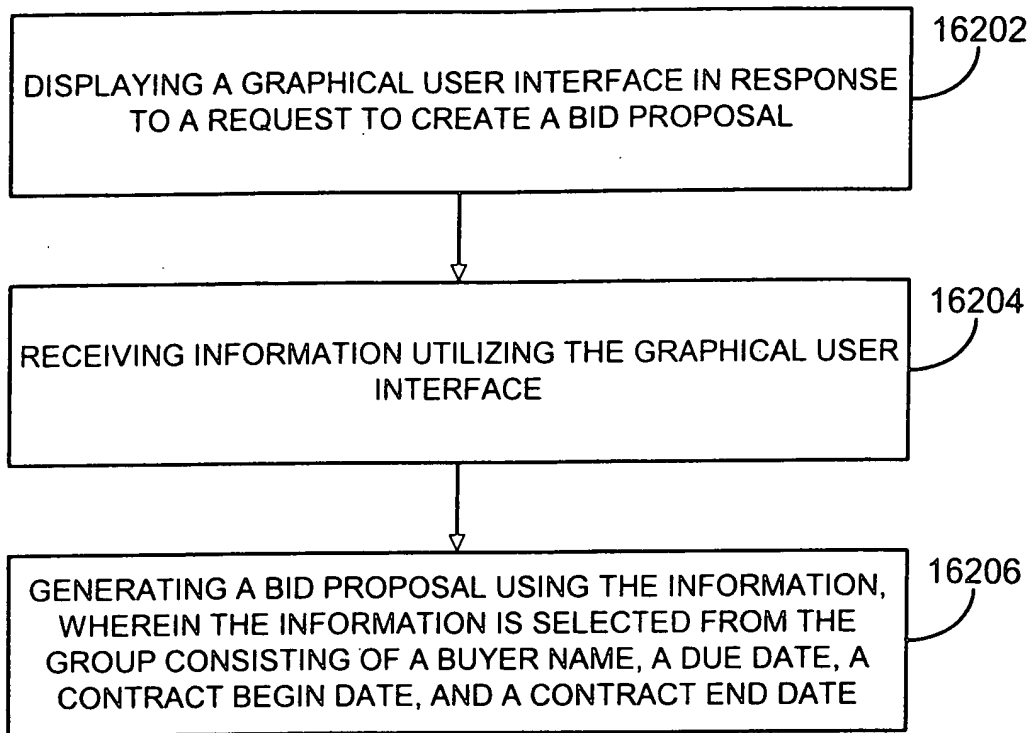 16202
DISPLAYING A GRAPHICAL USER INTERFACE IN RESPONSE
TO A REQUEST TO CREATE A BID PROPOSAL
16204
RECEIVING INFORMATION UTILIZING THE GRAPHICAL USER
INTERFACE
16206
GENERATING A BID PROPOSAL USING THE INFORMATION,
WHEREIN THE INFORMATION IS SELECTED FROM THE
GROUP CONSISTING OF A BUYER NAME, A DUE DATE, A
CONTRACT BEGIN DATE, AND A CONTRACT END DATE